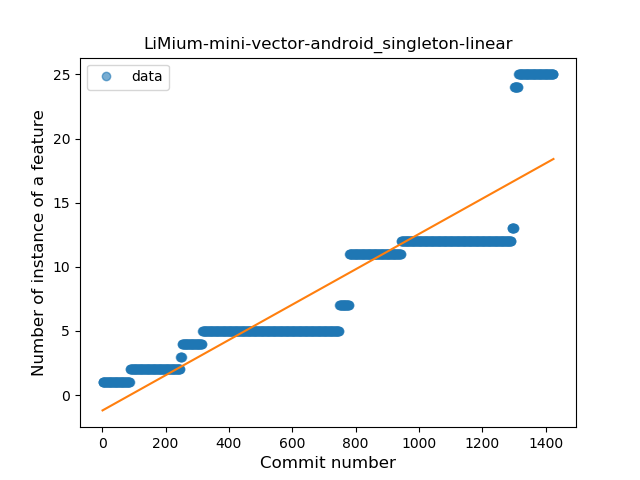 LiMium-mini-vector-android_singleton-linear
data
Number of instance of a feature
25
20
15
10
5
0
0 200 400 600 800 1000 1200 1400
Commit number